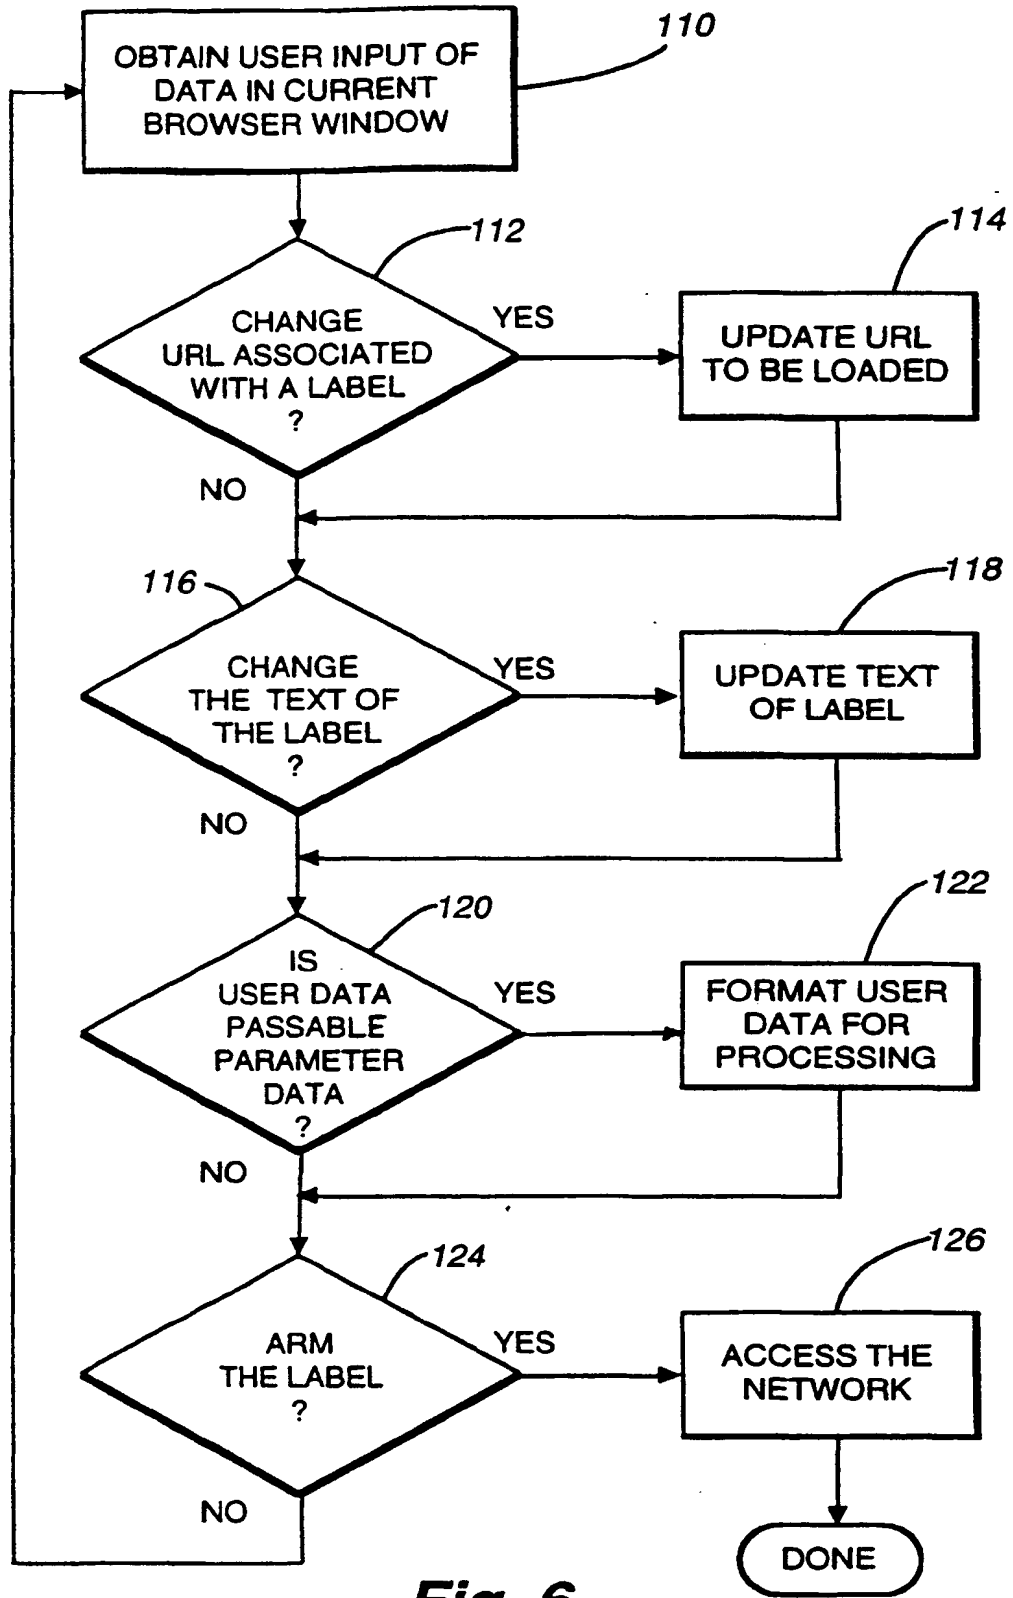 110
OBTAIN USER INPUT OF
DATA IN CURRENT
BROWSER WINDOW
112
114
CHANGE
URL ASSOCIATED
WITH A LABEL
?
YES
UPDATE URL
TO BE LOADED
NO
116
118
CHANGE
THE TEXT OF
THE LABEL
?
YES
UPDATE TEXT
OF LABEL
NO
120
122
IS
USER DATA
PASSABLE
PARAMETER
DATA
?
YES
FORMAT USER
DATA FOR
PROCESSING
NO
124
126
ARM
THE LABEL
?
YES
ACCESS THE
NETWORK
NO
DONE
Fig. 6